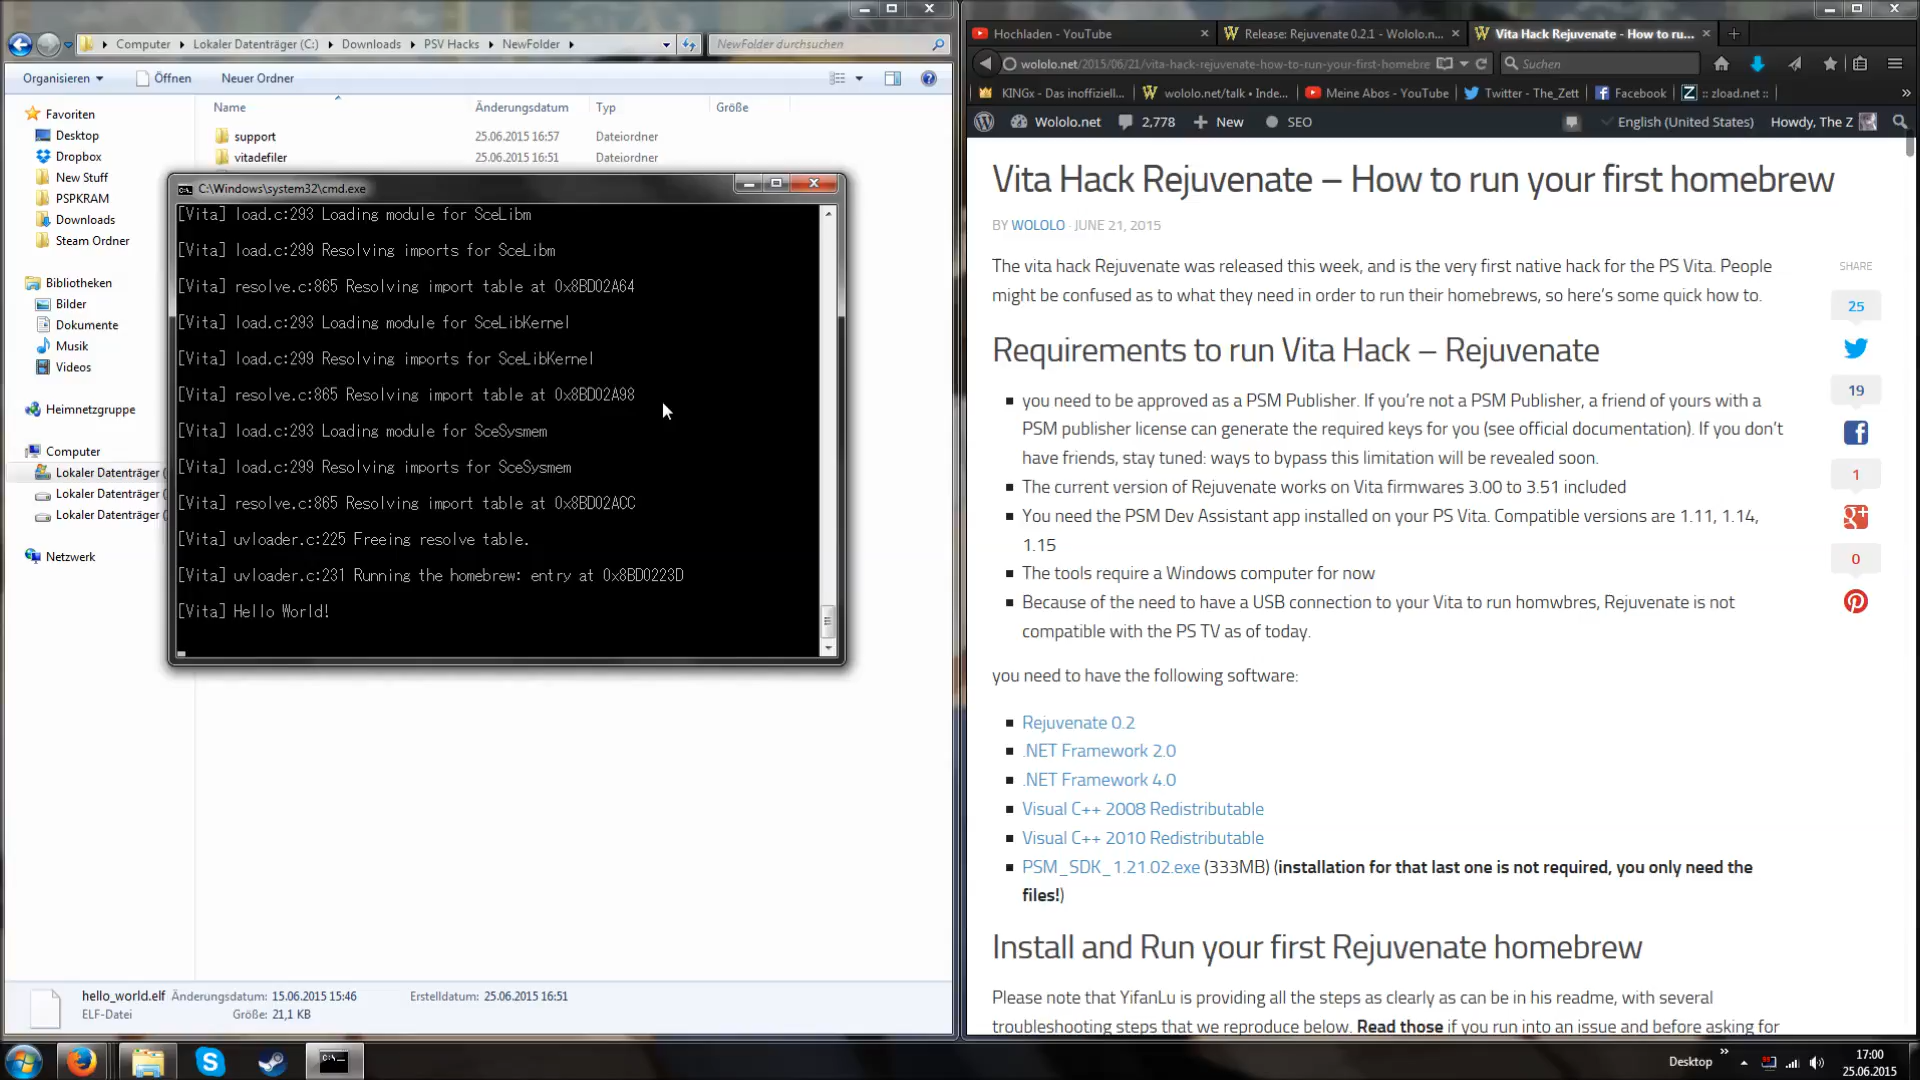 Computer
Lokaler Datenträger (C:)
Downloads
PSV Hacks
NewFolder
NewFolder durchsuchen
Organisieren
Öffnen
Neuer Ordner
Name
Änderungsdatum
Typ
Größe
support
25.06.2015 16:57
Dateiordner
vitadefiler
25.06.2015 16:51
Dateiordner
Favoriten
Desktop
Dropbox
New Stuff
PSPKRAM
Downloads
Steam Ordner
Bibliotheken
Bilder
Dokumente
Musik
Videos
Heimnetzgruppe
Computer
Lokaler Datenträger (
Lokaler Datenträger (
Lokaler Datenträger (
Netzwerk
C:\Windows\system32\cmd.exe
[Vita] load.c:293 Loading module for SceLibm
[Vita] load.c:299 Resolving imports for SceLibm
[Vita] resolve.c:865 Resolving import table at 0x8BD02A64
[Vita] load.c:293 Loading module for SceLibKernel
[Vita] load.c:299 Resolving imports for SceLibKernel
[Vita] resolve.c:865 Resolving import table at 0x8BD02A98
[Vita] load.c:293 Loading module for SceSysmem
[Vita] load.c:299 Resolving imports for SceSysmem
[Vita] resolve.c:865 Resolving import table at 0x8BD02ACC
[Vita] uvloader.c:225 Freeing resolve table.
[Vita] uvloader.c:231 Running the homebrew: entry at 0x8BD0223D
[Vita] Hello World!
hello_world.elf Änderungsdatum: 15.06.2015 15:46 Erstelldatum: 25.06.2015 16:51
ELF-Datei Größe: 21,1 KB
Hochladen - YouTube
Release: Rejuvenate 0.2.1 - Wololo.n...
Vita Hack Rejuvenate - How to ru...
wololo.net/2015/06/21/vita-hack-rejuvenate-how-to-run-your-first-homebre
Suchen
KINGx - Das inoffiziell...
wololo.net/talk • Inde...
Meine Abos - YouTube
Twitter - The_Zett
Facebook
:: zload.net ::
Wololo.net
2,778
New
SEO
English (United States)
Howdy, The Z
Vita Hack Rejuvenate – How to run your first homebrew
BY WOLOLO · JUNE 21, 2015
The vita hack Rejuvenate was released this week, and is the very first native hack for the PS Vita. People
might be confused as to what they need in order to run their homebrews, so here's some quick how to.
SHARE
25
19
1
0
Requirements to run Vita Hack – Rejuvenate
you need to be approved as a PSM Publisher. If you're not a PSM Publisher, a friend of yours with a
PSM publisher license can generate the required keys for you (see official documentation). If you don't
have friends, stay tuned: ways to bypass this limitation will be revealed soon.
The current version of Rejuvenate works on Vita firmwares 3.00 to 3.51 included
You need the PSM Dev Assistant app installed on your PS Vita. Compatible versions are 1.11, 1.14,
1.15
The tools require a Windows computer for now
Because of the need to have a USB connection to your Vita to run homwbres, Rejuvenate is not
compatible with the PS TV as of today.
you need to have the following software:
Rejuvenate 0.2
.NET Framework 2.0
.NET Framework 4.0
Visual C++ 2008 Redistributable
Visual C++ 2010 Redistributable
PSM_SDK_1.21.02.exe (333MB) (installation for that last one is not required, you only need the
files!)
Install and Run your first Rejuvenate homebrew
Please note that YifanLu is providing all the steps as clearly as can be in his readme, with several
troubleshooting steps that we reproduce below. Read those if you run into an issue and before asking for
Desktop
17:00
25.06.2015